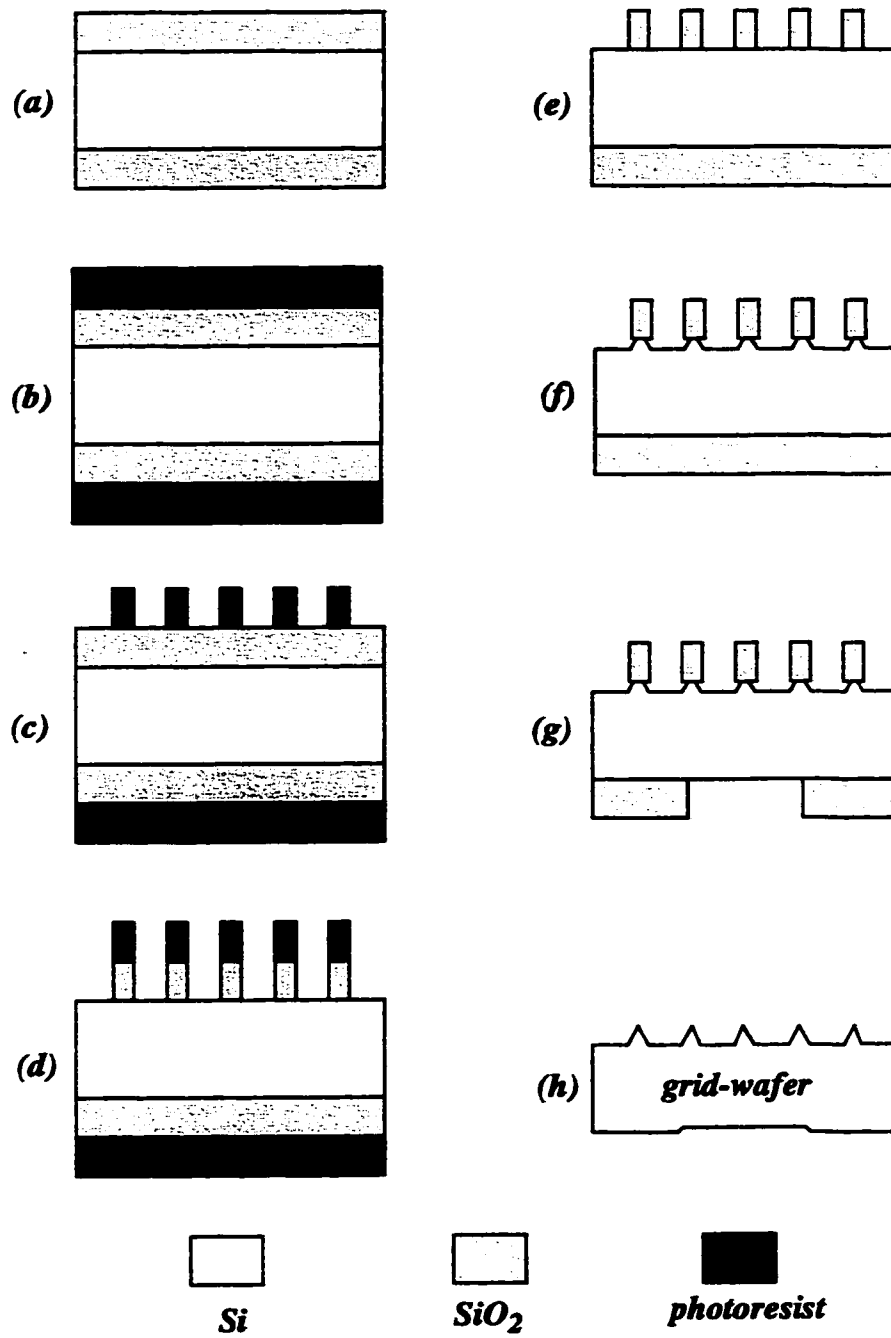 (a)
(b)
(c)
(d)
(e)
(f)
(g)
(h)
grid-wafer
Si
SiO₂
photoresist